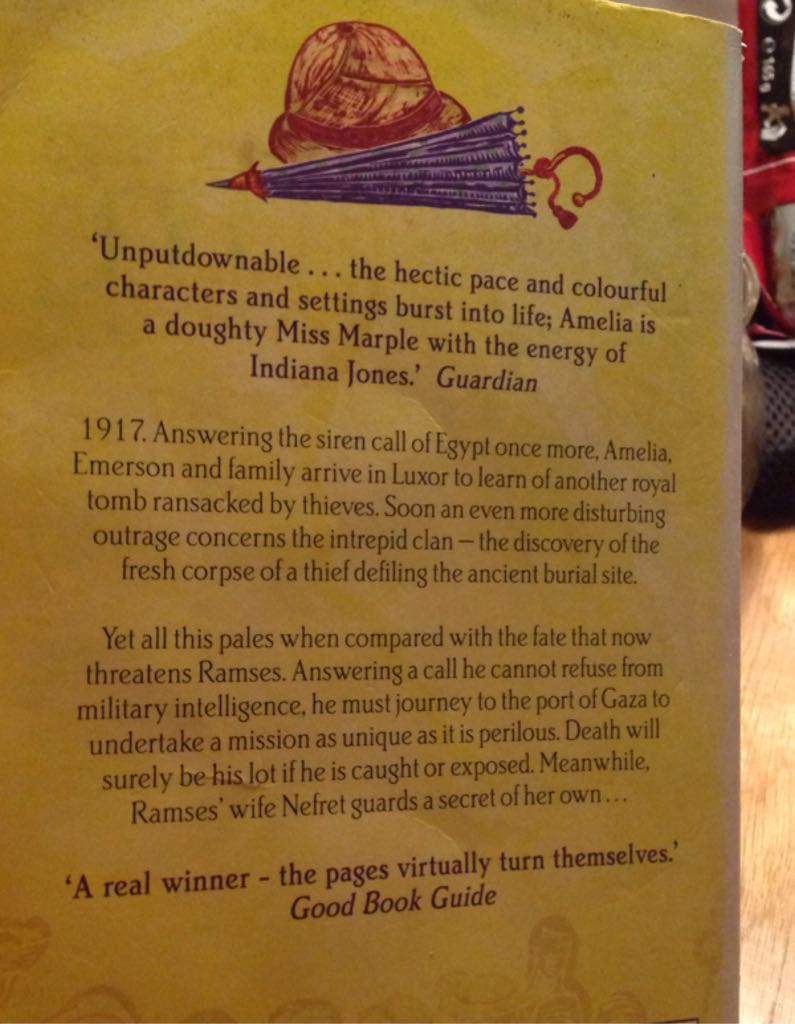 ‘Unputdownable ... the hectic pace and colourful
characters and settings burst into life; Amelia is
a doughty Miss Marple with the energy of
Indiana Jones.’ Guardian
1917. Answering the siren call of Egypt once more, Amelia,
Emerson and family arrive in Luxor to learn of another royal
tomb ransacked by thieves. Soon an even more disturbing
outrage concerns the intrepid clan – the discovery of the
fresh corpse of a thief defiling the ancient burial site.
Yet all this pales when compared with the fate that now
threatens Ramses. Answering a call he cannot refuse from
military intelligence, he must journey to the port of Gaza to
undertake a mission as unique as it is perilous. Death will
surely be his lot if he is caught or exposed. Meanwhile,
Ramses’ wife Nefret guards a secret of her own...
‘A real winner – the pages virtually turn themselves.’
Good Book Guide